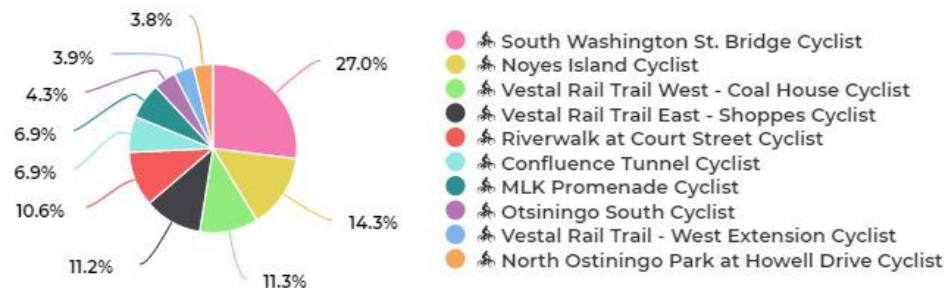 3.8%
3.9%
27.0%
4.3%
6.9%
6.9%
10.6%
14.3%
11.2%
11.3%
South Washington St. Bridge Cyclist
Noyes Island Cyclist
Vestal Rail Trail West - Coal House Cyclist
Vestal Rail Trail East - Shoppes Cyclist
Riverwalk at Court Street Cyclist
Confluence Tunnel Cyclist
MLK Promenade Cyclist
Otsiningo South Cyclist
Vestal Rail Trail - West Extension Cyclist
North Ostiningo Park at Howell Drive Cyclist